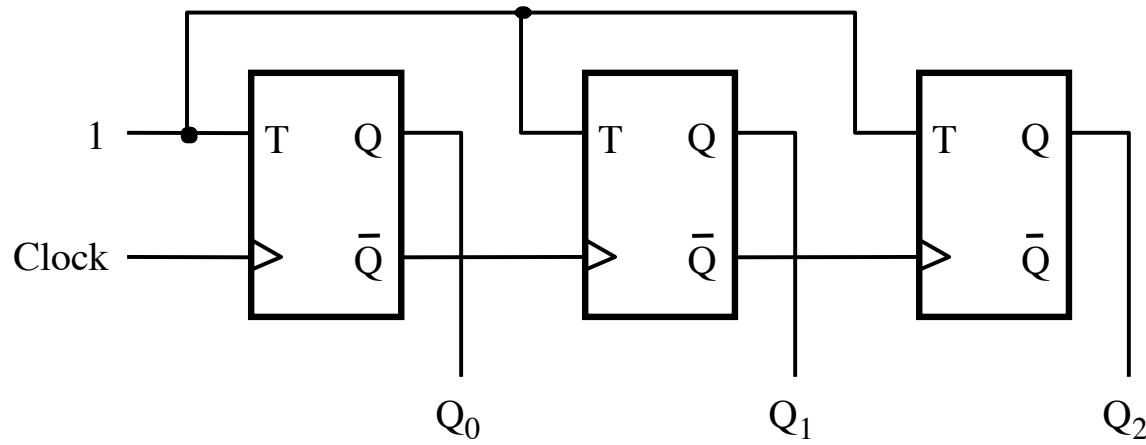 1 T Q T Q T Q
Clock Q̅ Q̅ Q̅
Q₀ Q₁ Q₂